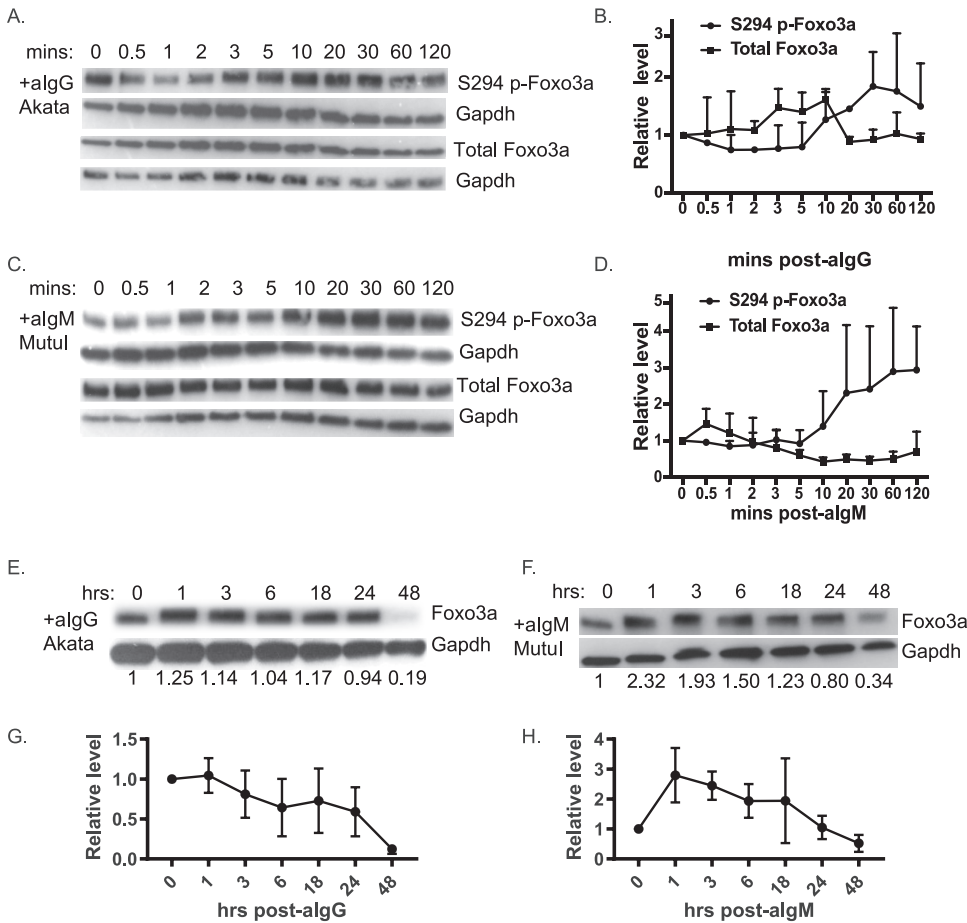 A.
mins: 0 0.5 1 2 3 5 10 20 30 60 120
+aIgG
Akata
S294 p-Foxo3a
Gapdh
Total Foxo3a
Gapdh
B.
S294 p-Foxo3a
Total Foxo3a
Relative level
3
2
1
0
0 0.5 1 2 3 5 10 20 30 60 120
mins post-aIgG
C.
mins: 0 0.5 1 2 3 5 10 20 30 60 120
+aIgM
MutuI
S294 p-Foxo3a
Gapdh
Total Foxo3a
Gapdh
D.
S294 p-Foxo3a
Total Foxo3a
Relative level
5
4
3
2
1
0
0 0.5 1 2 3 5 10 20 30 60 120
mins post-aIgM
E.
hrs: 0 1 3 6 18 24 48
+aIgG
Akata
Foxo3a
Gapdh
1 1.25 1.14 1.04 1.17 0.94 0.19
F.
hrs: 0 1 3 6 18 24 48
+aIgM
MutuI
Foxo3a
Gapdh
1 2.32 1.93 1.50 1.23 0.80 0.34
G.
Relative level
1.5
1.0
0.5
0.0
0 1 3 6 18 24 48
hrs post-aIgG
H.
Relative level
4
3
2
1
0
0 1 3 6 18 24 48
hrs post-aIgM